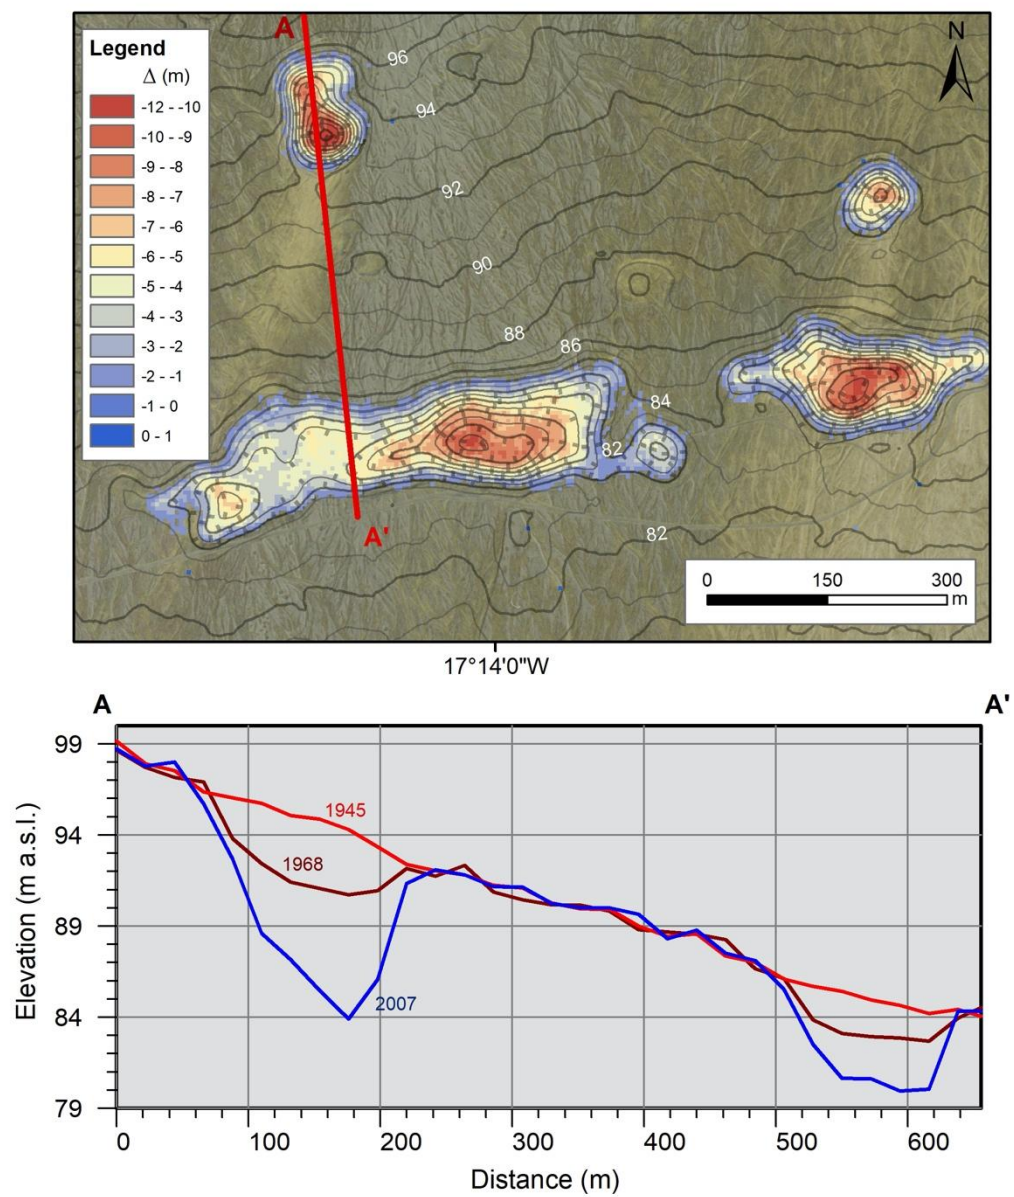 A
N
Legend
Δ (m)
-12 - -10
-10 - -9
-9 - -8
-8 - -7
-7 - -6
-6 - -5
-5 - -4
-4 - -3
-3 - -2
-2 - -1
-1 - 0
0 - 1
96
94
92
90
88
86
84
82
82
A'
0 150 300
m
17°14'0"W
A A'
99
94
89
84
79
1945
1968
2007
Elevation (m a.s.l.)
0 100 200 300 400 500 600
Distance (m)